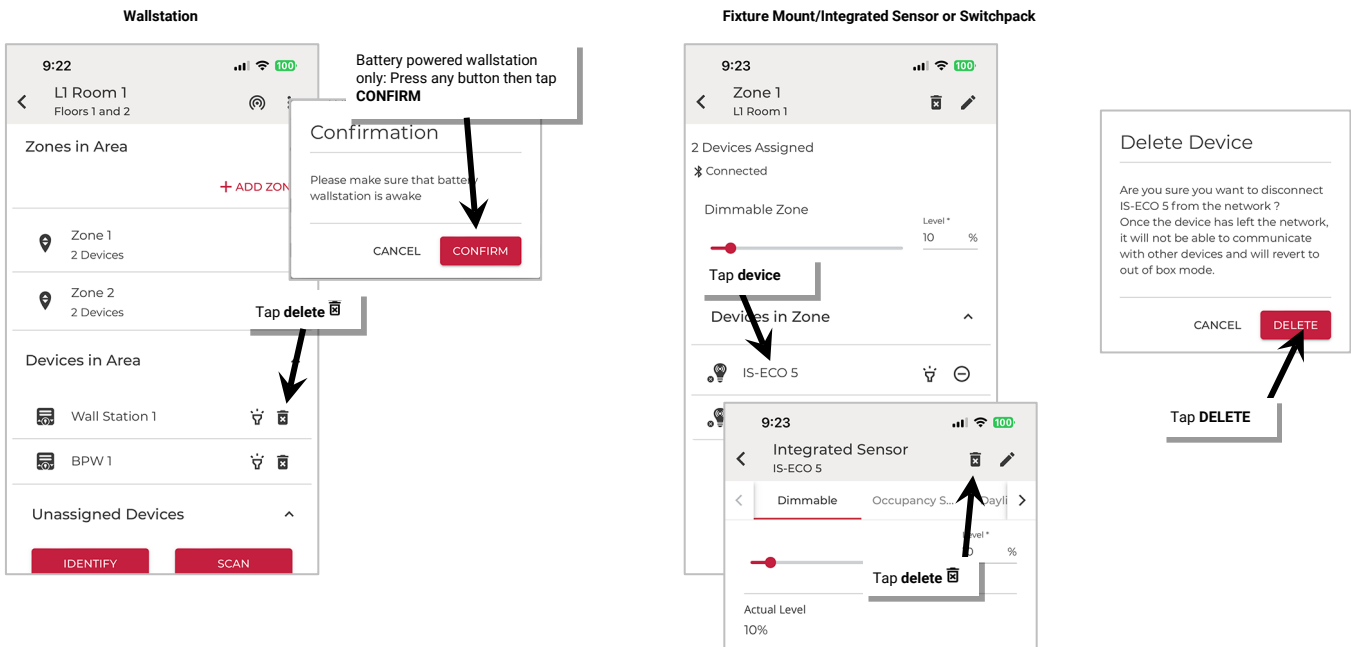 Wallstation
9:22
100
L1 Room 1
Floors 1 and 2
Zones in Area
Zone 1
2 Devices
Zone 2
2 Devices
Devices in Area
Wall Station 1
BPW 1
Unassigned Devices
IDENTIFY
SCAN
Battery powered wallstation
only: Press any button then tap
CONFIRM
Confirmation
Please make sure that battery
wallstation is awake
CANCEL
CONFIRM
Tap delete
Fixture Mount/Integrated Sensor or Switchpack
9:23
100
Zone 1
L1 Room 1
2 Devices Assigned
Connected
Dimmable Zone
Level *
10 %
Tap device
Devices in Zone
IS-ECO 5
9:23
100
Integrated Sensor
IS-ECO 5
Dimmable
Occupancy S...
Level *
%
Tap delete
Actual Level
10%
Delete Device
Are you sure you want to disconnect
IS-ECO 5 from the network ?
Once the device has left the network,
it will not be able to communicate
with other devices and will revert to
out of box mode.
CANCEL
DELETE
Tap DELETE